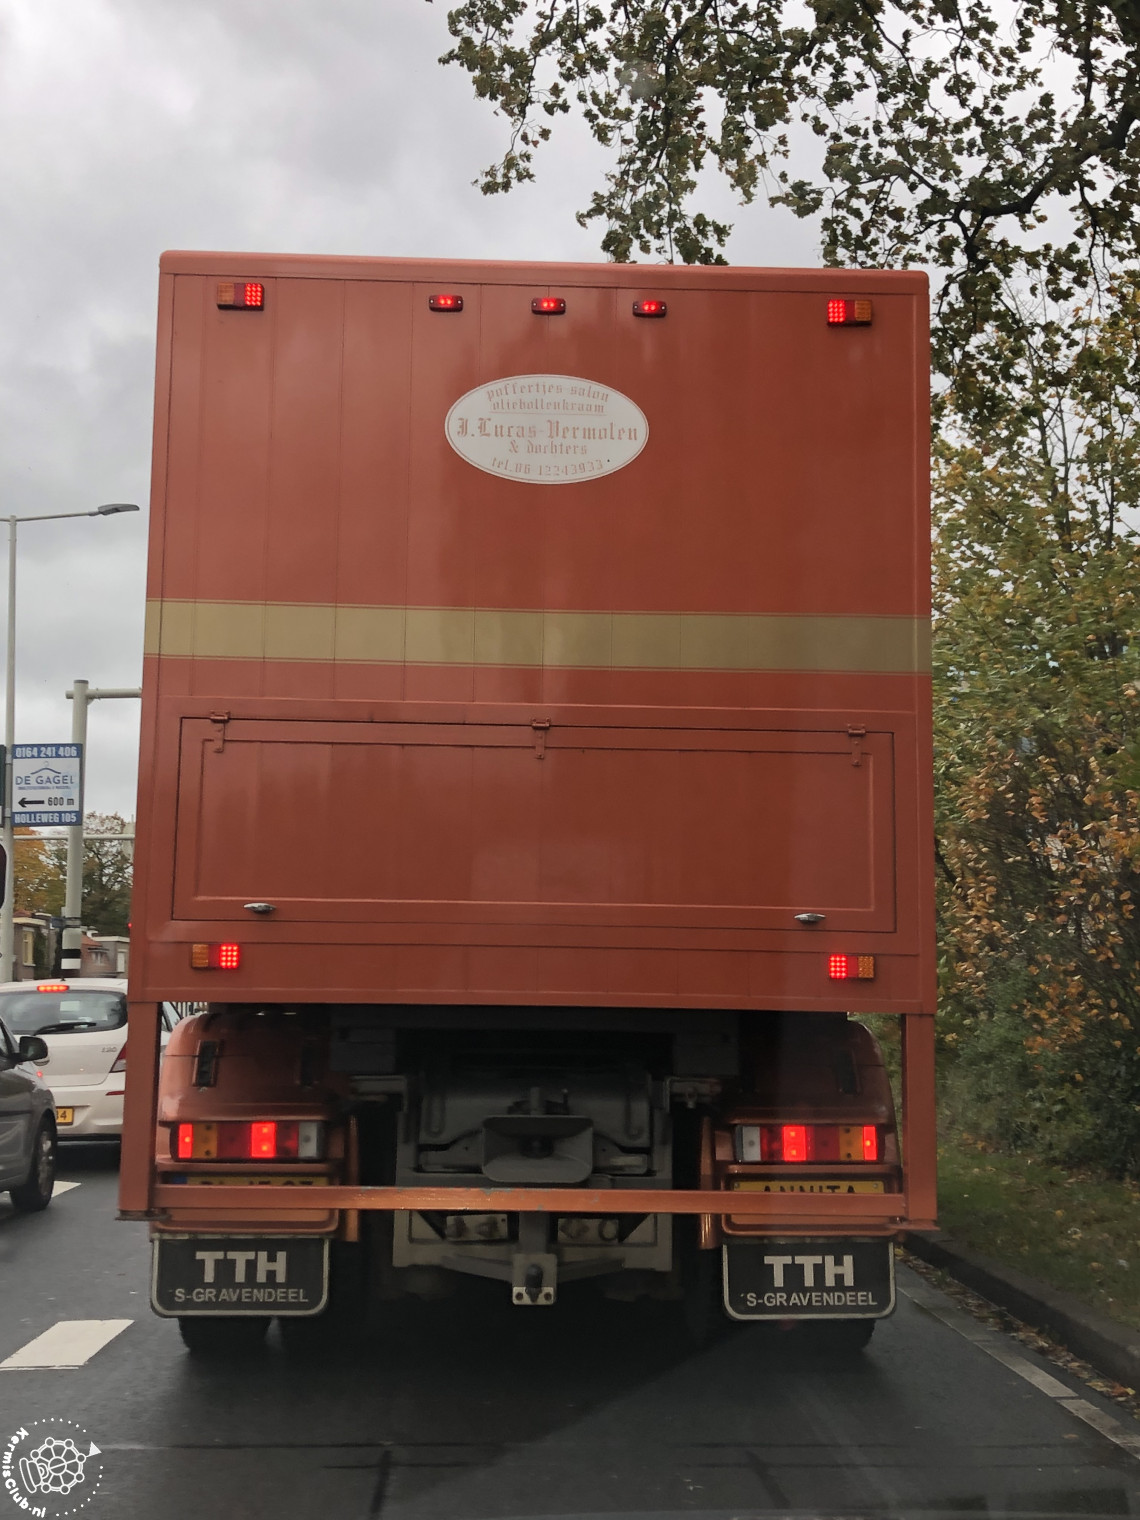 poffertjes-salon
oliebollenkraam
J. Lucas-Vermolen
& dochters
tel. 06-12243933
0164 241 406
DE GAGEL
600 m
HOLLEWEG 105
ANNITA
TTH
'S-GRAVENDEEL
TTH
'S-GRAVENDEEL
KermisClub.nl